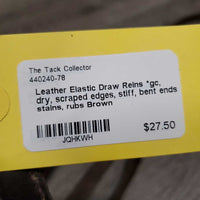 The Tack Collector
440240-78
Leather Elastic Draw Reins *gc,
dry, scraped edges, stiff, bent ends
stains, rubs Brown
JQHKWH
$27.50